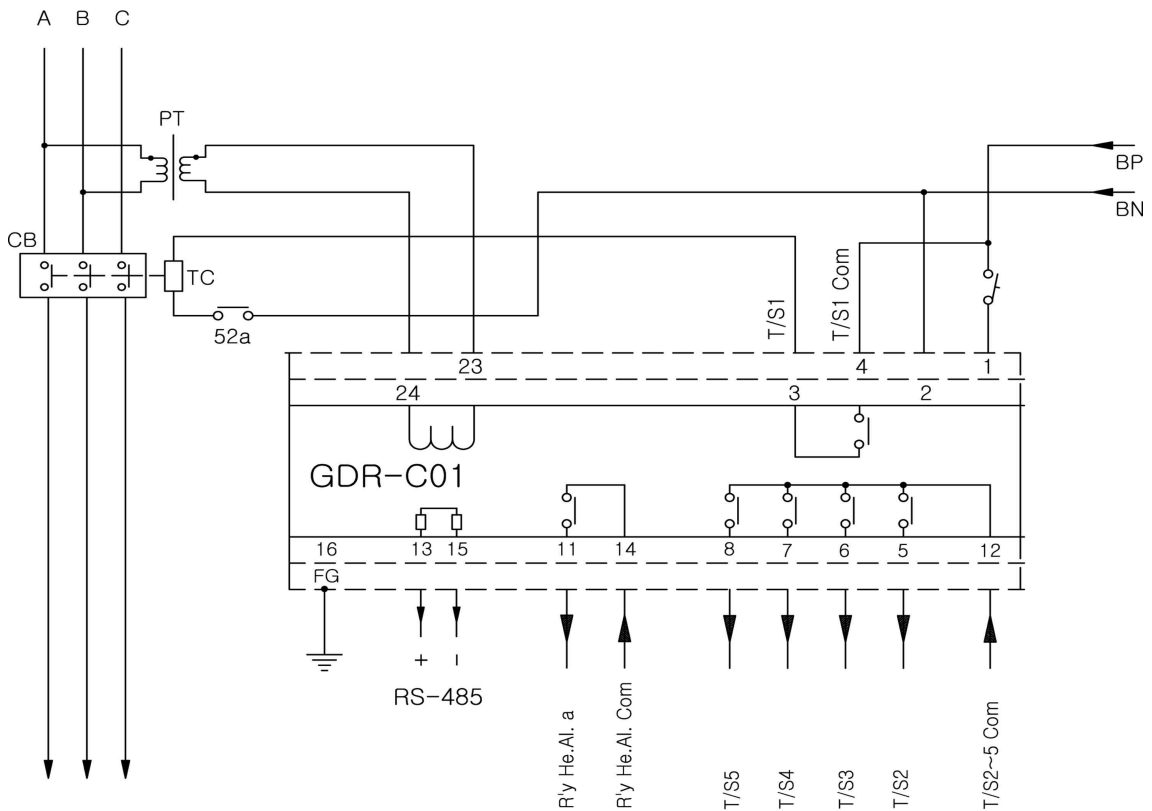 A B C
PT
BP
BN
CB
TC
52a
T/S1
T/S1 Com
23 4 1
24 3 2
GDR-C01
16 13 15 11 14 8 7 6 5 12
FG
+ -
RS-485
R'y He.Al. a
R'y He.Al. Com
T/S5
T/S4
T/S3
T/S2
T/S2~5 Com